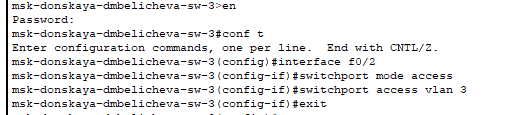 msk-donskaya-dmbelicheva-sw-3>en
Password:
msk-donskaya-dmbelicheva-sw-3#conf t
Enter configuration commands, one per line.  End with CNTL/Z.
msk-donskaya-dmbelicheva-sw-3(config)#interface f0/2
msk-donskaya-dmbelicheva-sw-3(config-if)#switchport mode access
msk-donskaya-dmbelicheva-sw-3(config-if)#switchport access vlan 3
msk-donskaya-dmbelicheva-sw-3(config-if)#exit